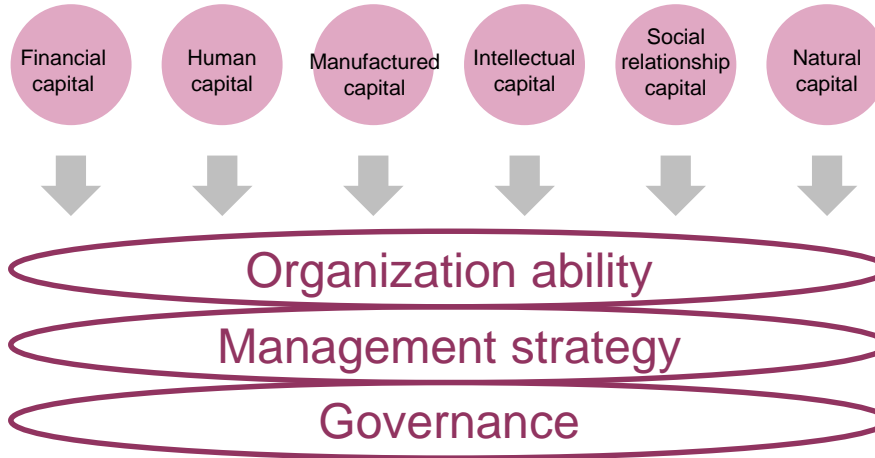 Financial
capital
Human
capital
Manufactured
capital
Intellectual
capital
Social
relationship
capital
Natural
capital
Organization ability
Management strategy
Governance